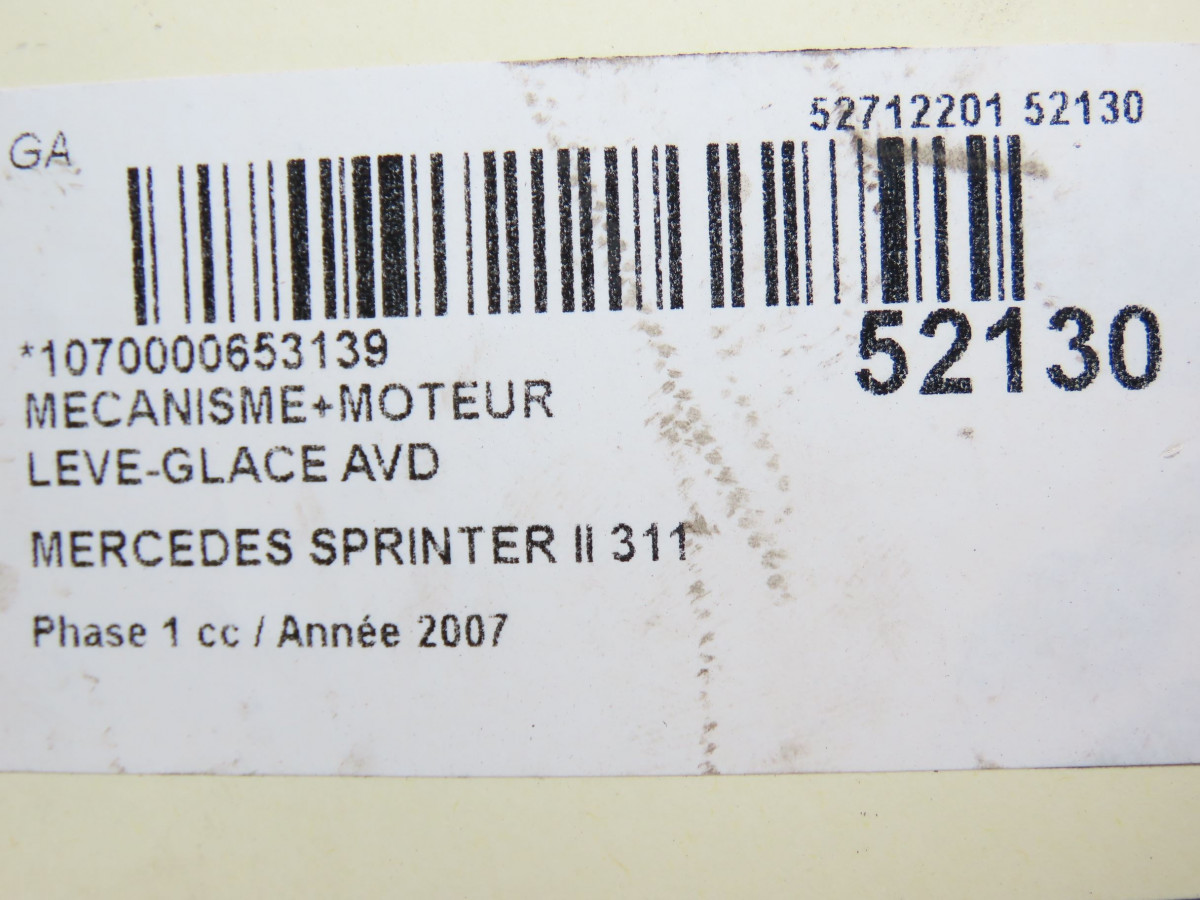 52712201 52130
GA
*1070000653139
52130
MECANISME+MOTEUR
LEVE-GLACE AVD
MERCEDES SPRINTER II 311
Phase 1 cc / Année 2007